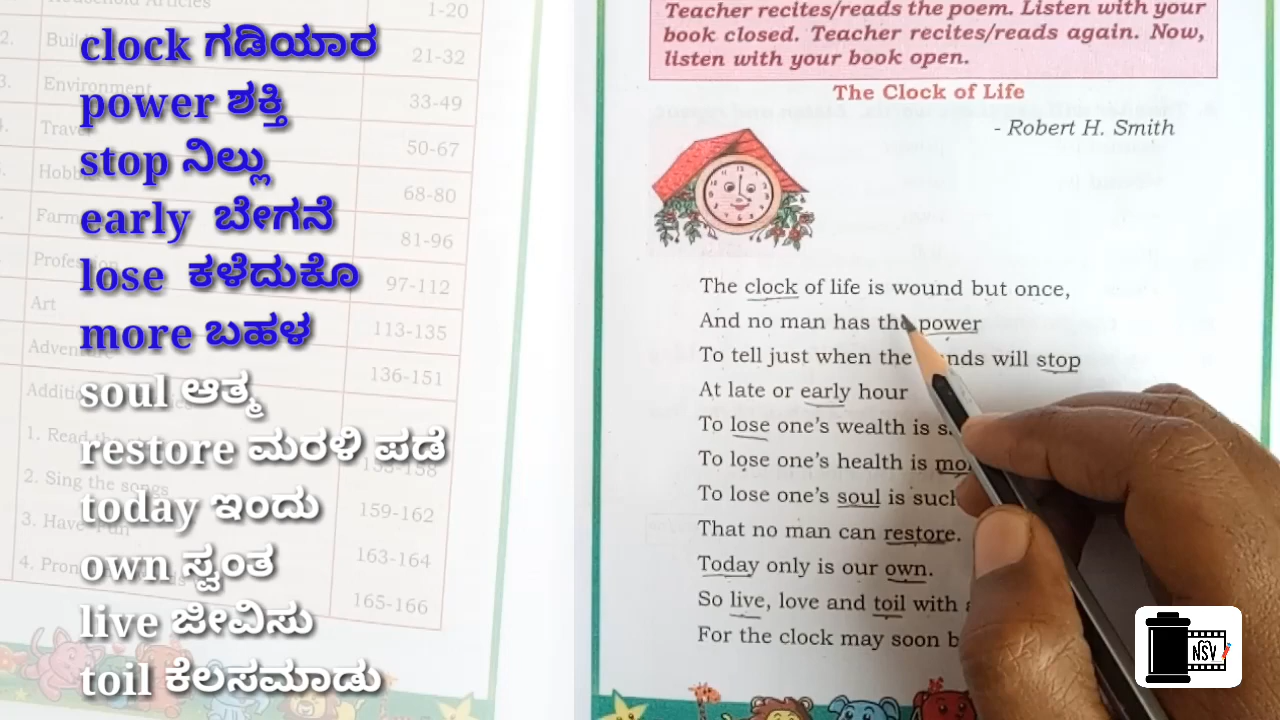 clock ಗಡಿಯಾರ
power ಶಕ್ತಿ
stop ನಿಲ್ಲು
early ಬೇಗನೆ
lose ಕಳೆದುಕೊ
more ಬಹಳ
soul ಆತ್ಮ
restore ಮರಳಿ ಪಡೆ
today ಇಂದು
own ಸ್ವಂತ
live ಜೀವಿಸು
toil ಕೆಲಸಮಾಡು
1-20
21-32
Environment 33-49
50-67
68-80
81-96
97-112
Art 113-135
136-151
159-162
163-164
165-166
Teacher recites/reads the poem. Listen with your
book closed. Teacher recites/reads again. Now,
listen with your book open.
The Clock of Life
- Robert H. Smith
The clock of life is wound but once,
And no man has the power
To tell just when the will stop
At late or early hour
To lose one's wealth is
To lose one's health is
To lose one's soul is such
That no man can restore.
Today only is our own.
So live, love and toil with
For the clock may soon
NSV